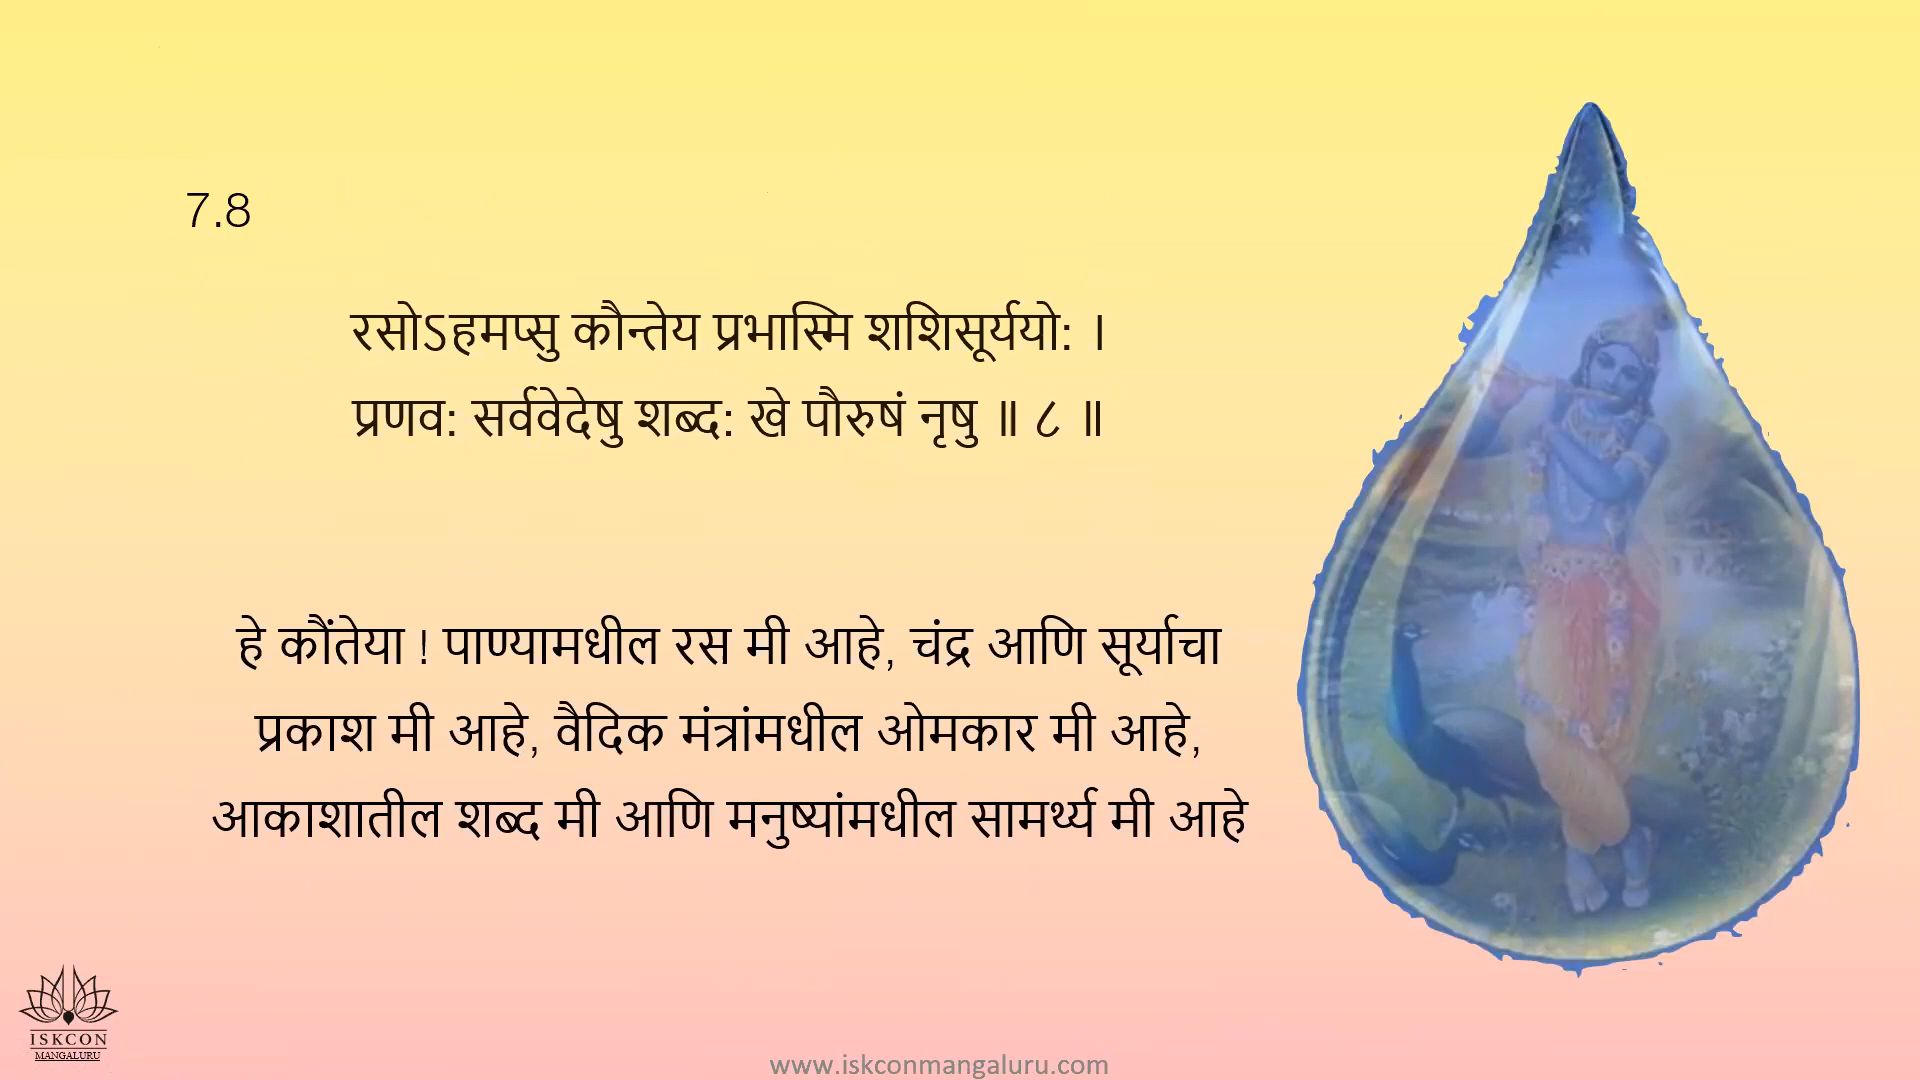 7.8
रसोऽहमप्सु कौन्तेय प्रभास्मि शशिसूर्ययो: ।
प्रणव: सर्ववेदेषु शब्द: खे पौरुषं नृषु ॥ ८ ॥
हे कौंतेया ! पाण्यामधील रस मी आहे, चंद्र आणि सूर्याचा
प्रकाश मी आहे, वैदिक मंत्रांमधील ओमकार मी आहे,
आकाशातील शब्द मी आणि मनुष्यांमधील सामर्थ्य मी आहे
ISKCON
MANGALURU
www.iskconmangaluru.com